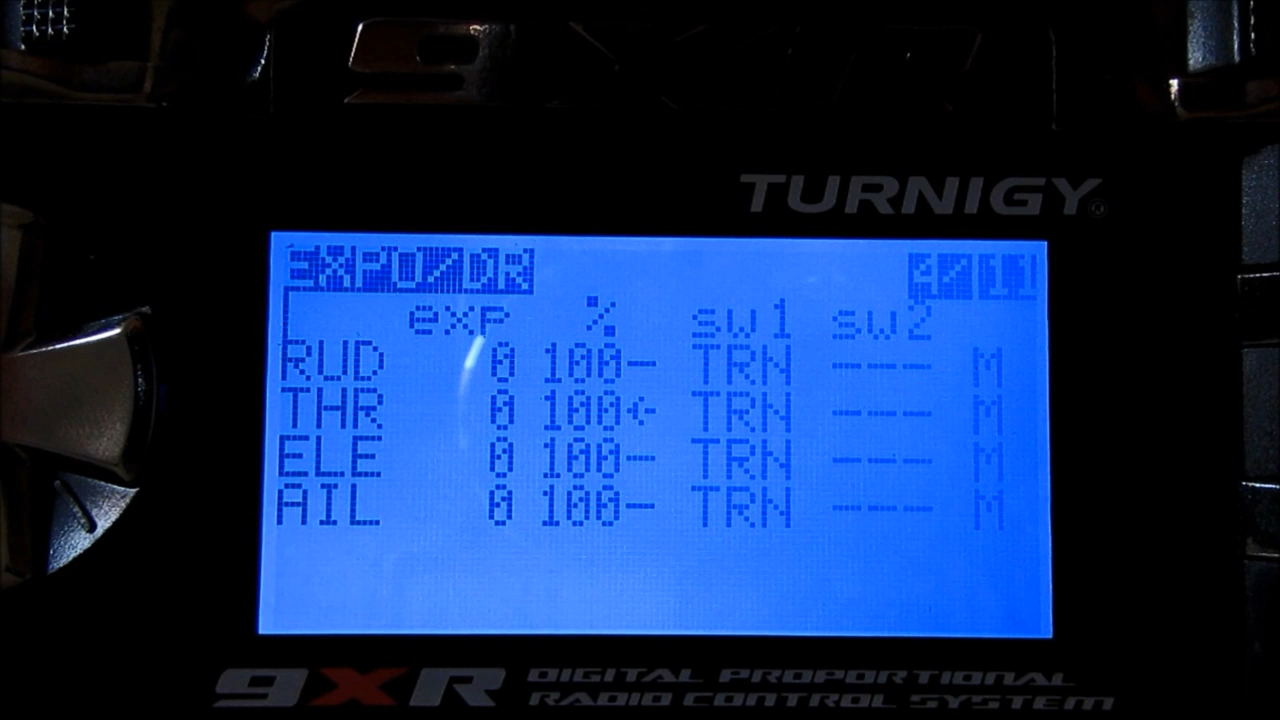 9XR
TURNIGY®
EXPO/DR
exp % sw1 sw2
RUD 0 100- TRN --- M
THR 0 100← TRN --- M
ELE 0 100- TRN --- M
AIL 0 100- TRN --- M
9XR DIGITAL PROPORTIONAL
RADIO CONTROL SYSTEM